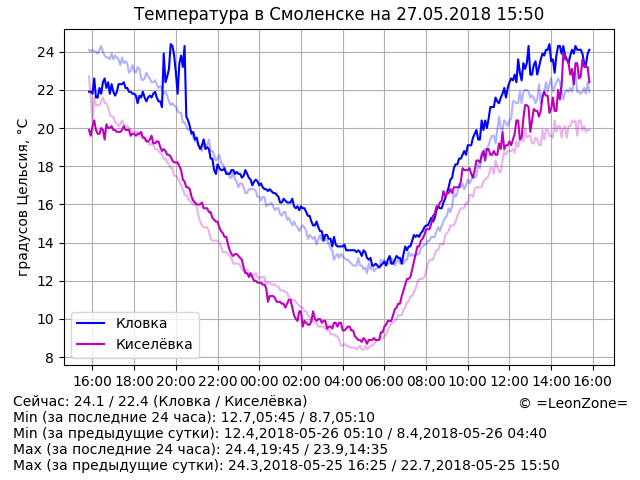 Температура в Смоленске на 27.05.2018 15:50
градусов Цельсия, °C
24
22
20
18
16
14
12
10
8
Кловка
Киселёвка
16:00 18:00 20:00 22:00 00:00 02:00 04:00 06:00 08:00 10:00 12:00 14:00 16:00
Сейчас: 24.1 / 22.4 (Кловка / Киселёвка)
© =LeonZone=
Min (за последние 24 часа): 12.7,05:45 / 8.7,05:10
Min (за предыдущие сутки): 12.4,2018-05-26 05:10 / 8.4,2018-05-26 04:40
Max (за последние 24 часа): 24.4,19:45 / 23.9,14:35
Max (за предыдущие сутки): 24.3,2018-05-25 16:25 / 22.7,2018-05-25 15:50